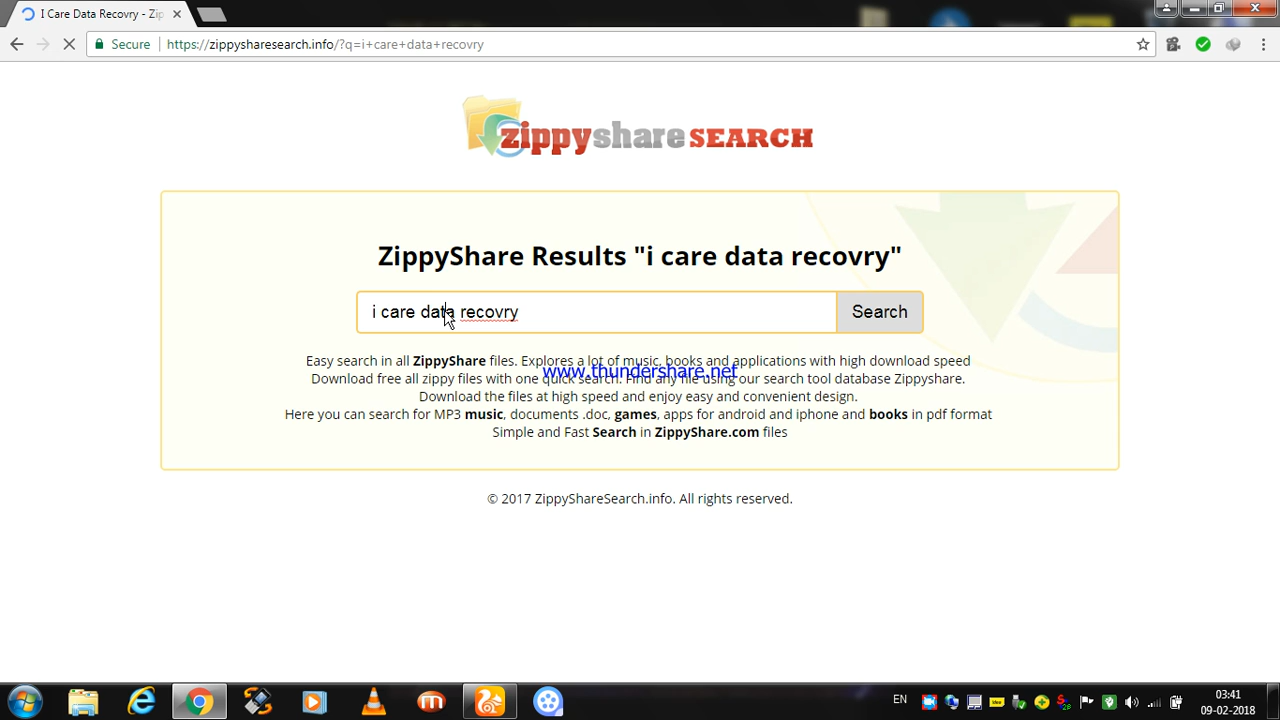 I Care Data Recovry - Zip
Secure https://zippysharesearch.info/?q=i+care+data+recovry
zippyshare SEARCH
ZippyShare Results "i care data recovry"
i care data recovry Search
Easy search in all ZippyShare files. Explores a lot of music, books and applications with high download speed
www.thundershare.net
Download free all zippy files with one quick search. Find any file using our search tool database Zippyshare.
Download the files at high speed and enjoy easy and convenient design.
Here you can search for MP3 music, documents .doc, games, apps for android and iphone and books in pdf format
Simple and Fast Search in ZippyShare.com files
© 2017 ZippyShareSearch.info. All rights reserved.
EN
03:41
09-02-2018